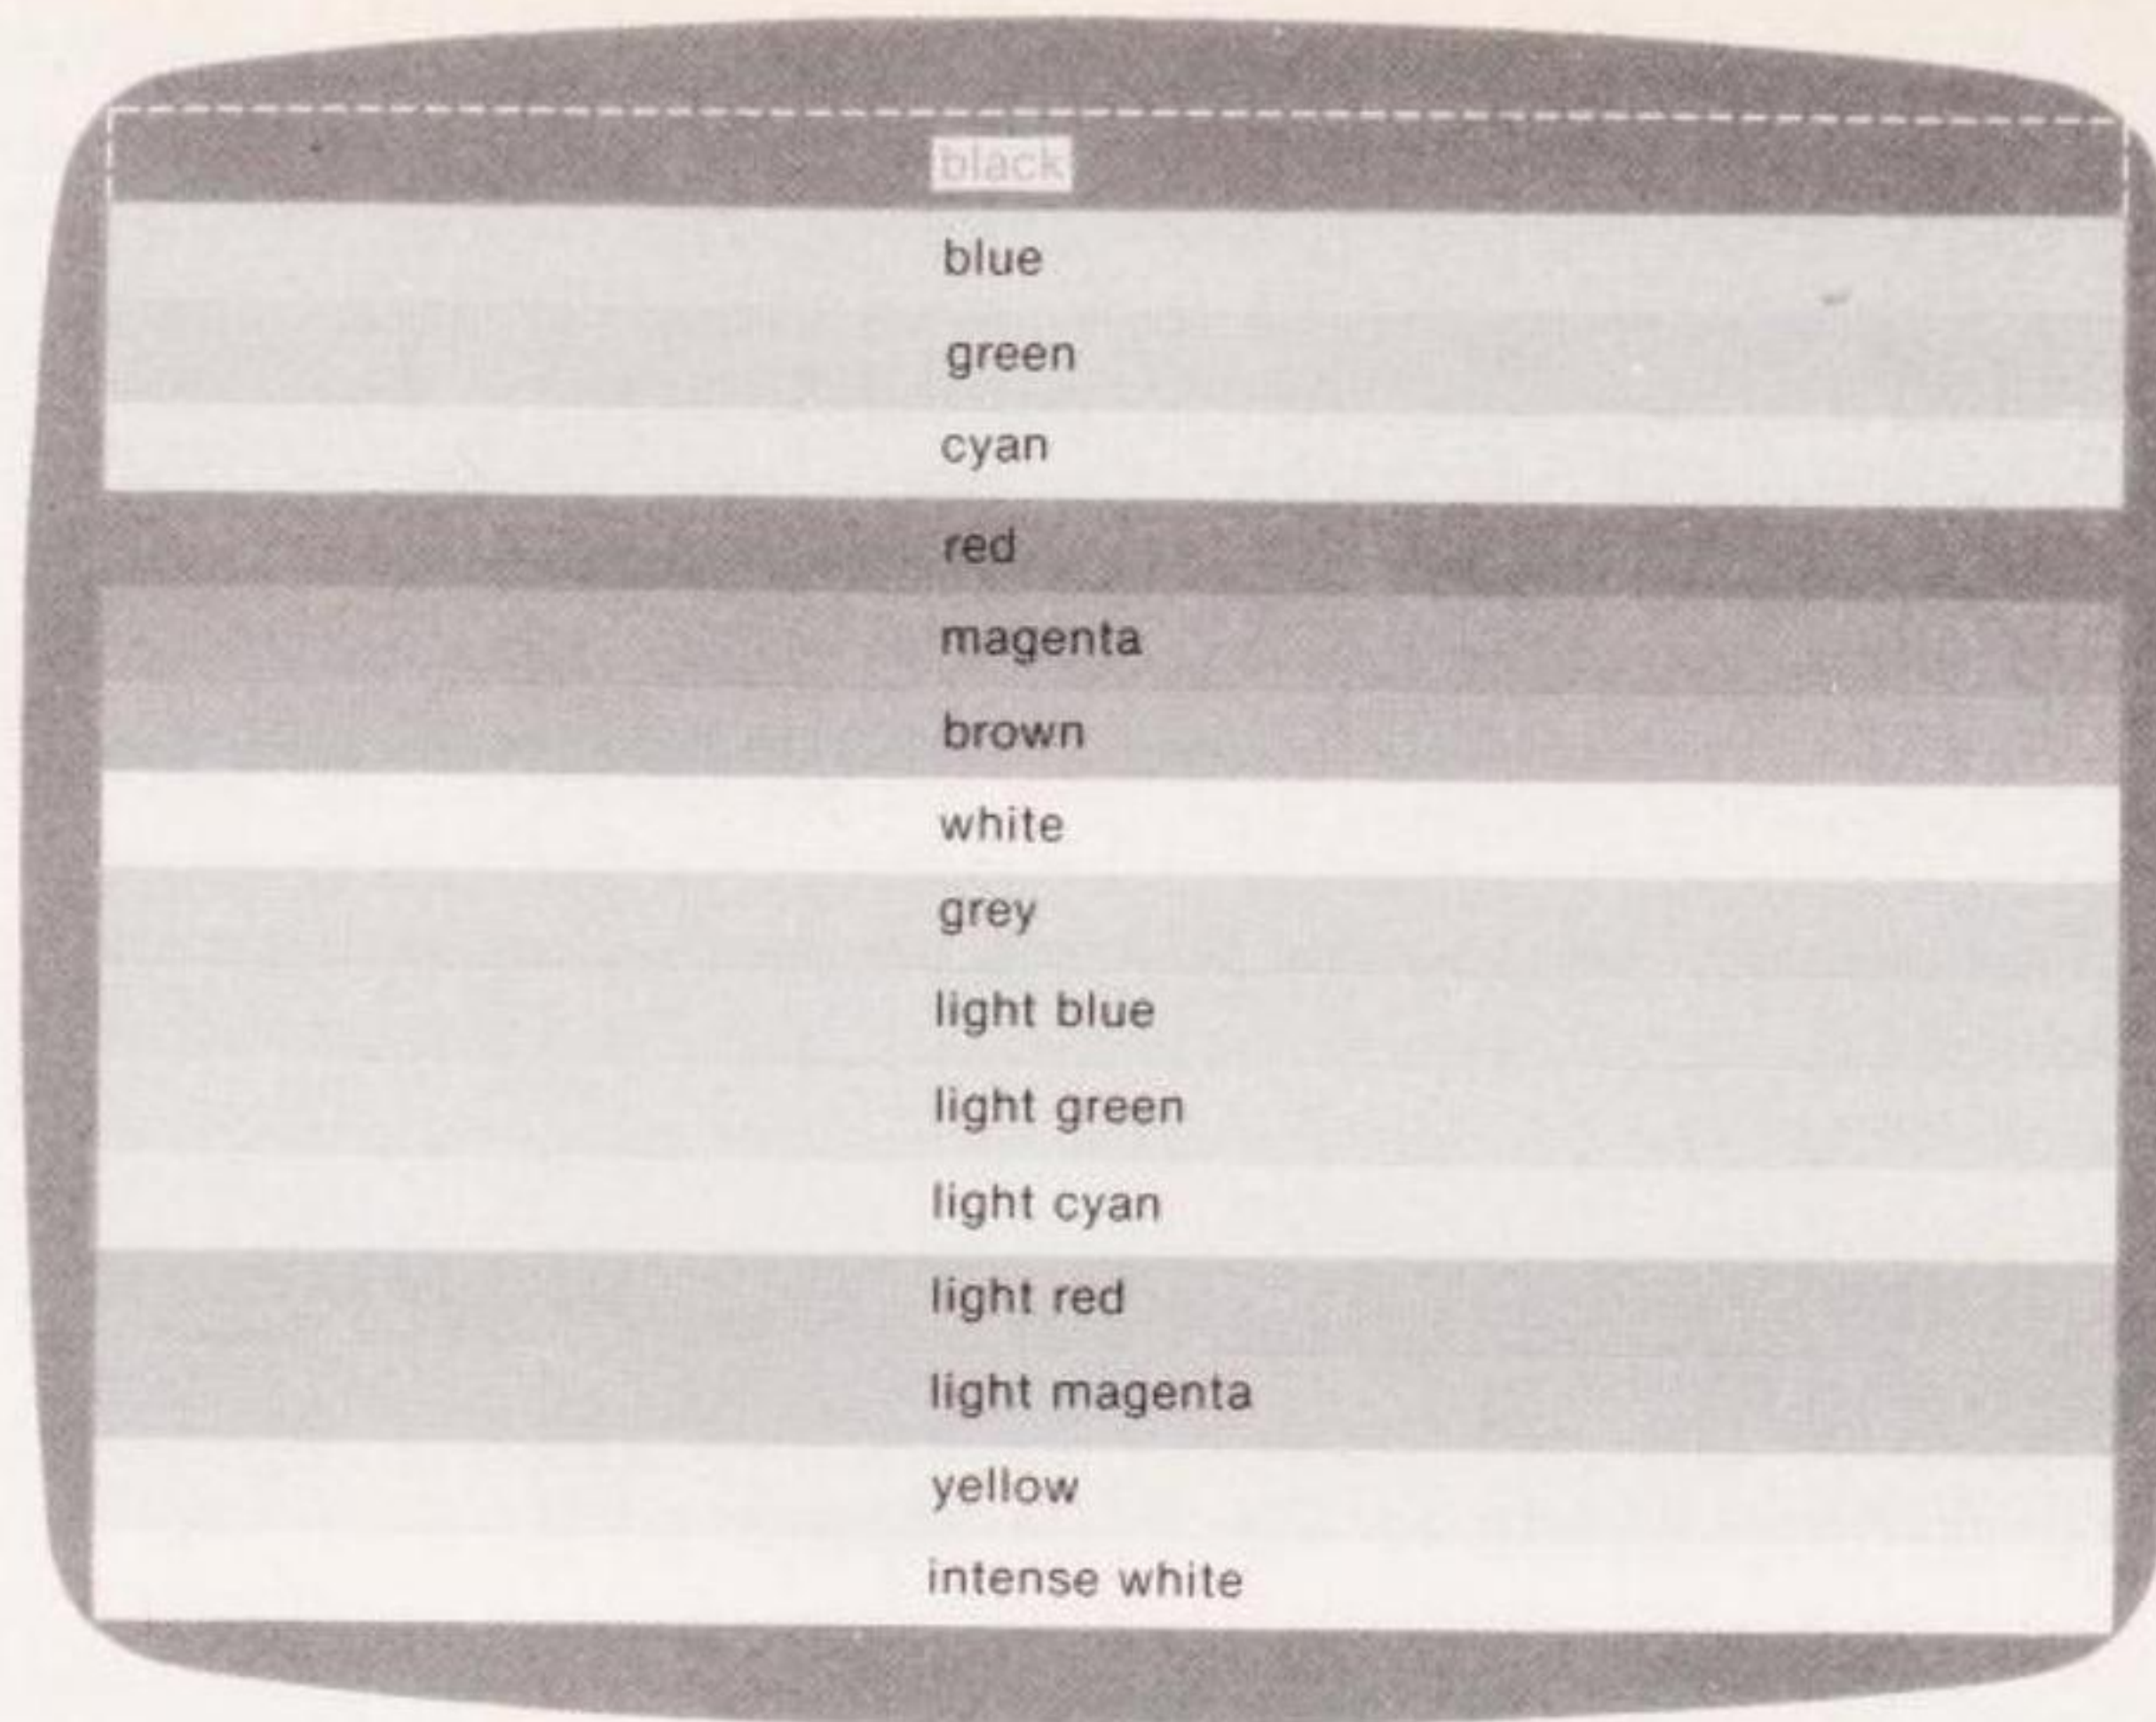 black
blue
green
cyan
red
magenta
brown
white
grey
light blue
light green
light cyan
light red
light magenta
yellow
intense white